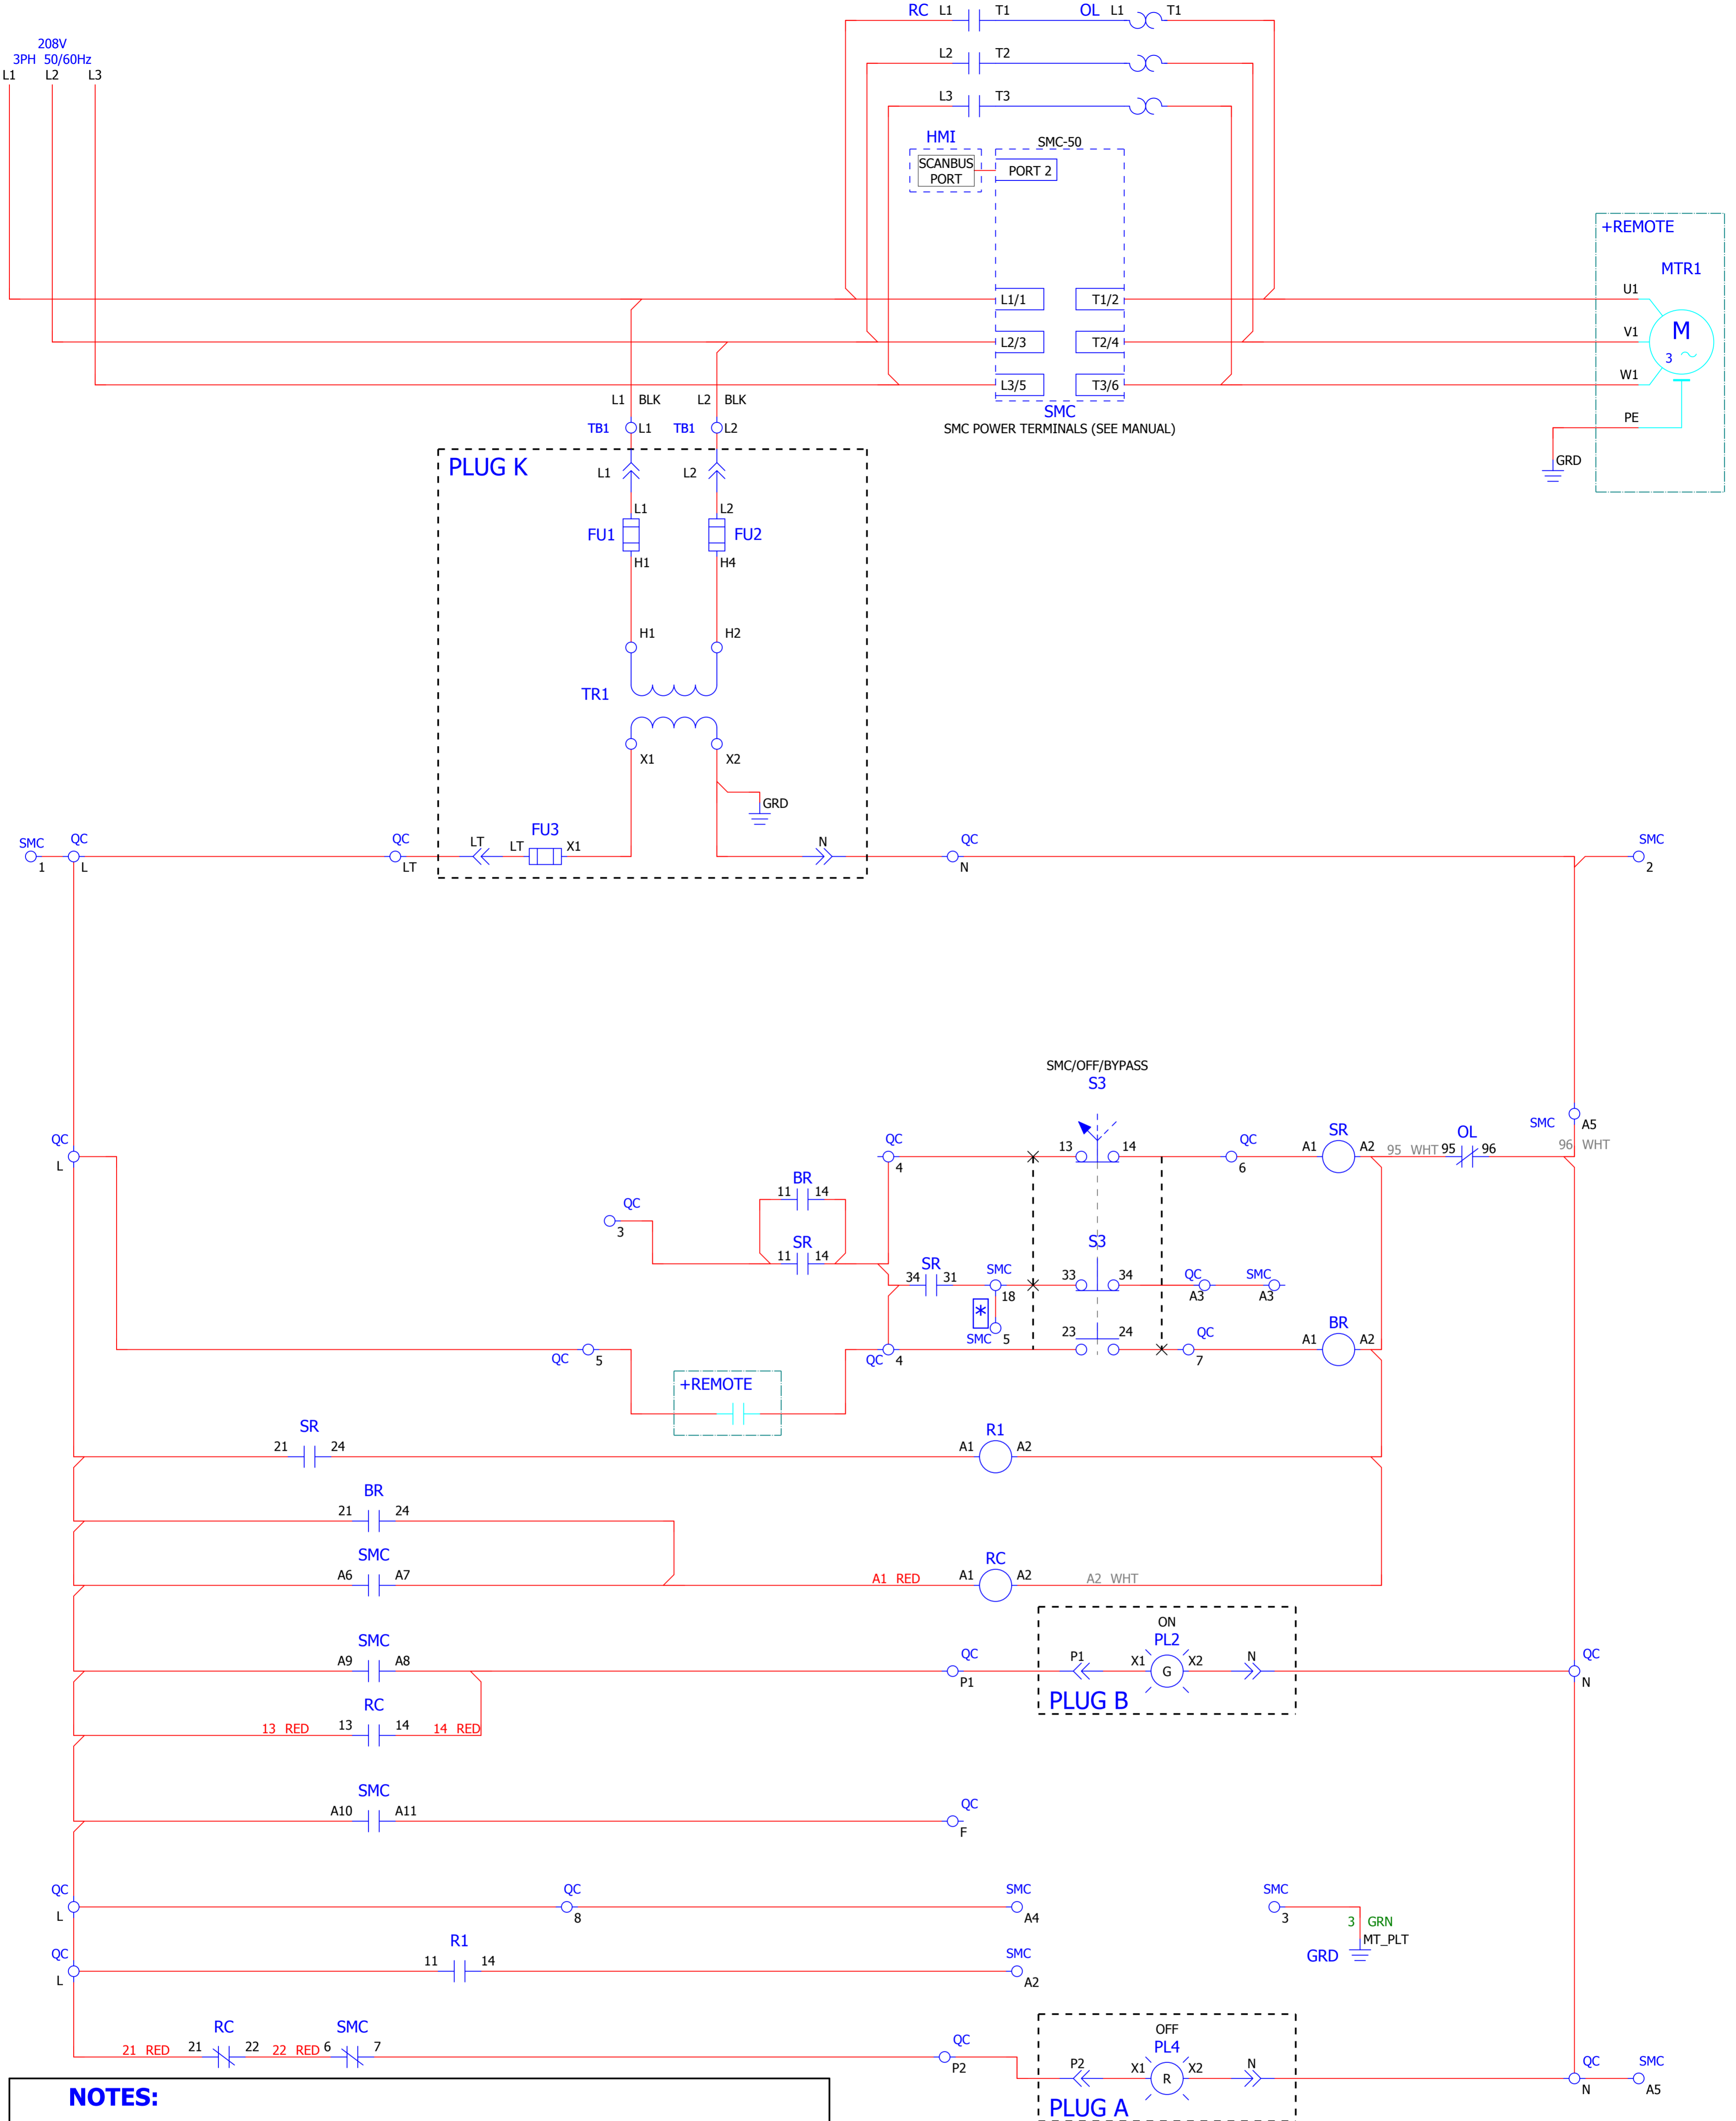 RC L1 T1 OL L1 T1
208V
3PH 50/60Hz
L1 L2 L3
L2 T2
L3 T3
HMI
SMC-50
SCANBUS
PORT
PORT 2
+REMOTE
MTR1
L1/1 T1/2 U1
L2/3 T2/4 V1
M
3
L3/5 T3/6 W1
L1 BLK L2 BLK
SMC
SMC POWER TERMINALS (SEE MANUAL)
PE
TB1 L1 TB1 L2
GRD
PLUG K
L1 L2
L1 L2
FU1 FU2
H1 H4
H1 H2
TR1
X1 X2
GRD
SMC QC QC FU3 QC SMC
LT LT X1 N
1 L LT N 2
SMC/OFF/BYPASS
S3
SMC A5
QC QC 13 14 QC SR OL
A1 A2 95 WHT 95 96 96 WHT
L 4 6
BR
11 14
QC
3
SR
11 14
S3
SR
34 31 SMC 33 34 QC SMC
18 A3 A3
*
SMC 5
23 24 QC BR
A1 A2
QC 5 QC 4 7
+REMOTE
SR R1
21 24 A1 A2
BR
21 24
SMC RC
A6 A7 A1 RED A1 A2 A2 WHT
ON
SMC PL2
A9 A8 QC P1 X1 X2 N QC
G
P1 N
PLUG B
RC
13 RED 13 14 14 RED
SMC
A10 A11 QC
F
QC QC SMC SMC
L 8 A4 3
3 GRN
MT_PLT
GRD
QC R1 SMC
11 14
L A2
OFF
RC SMC PL4
21 RED 21 22 22 RED 6 7 QC P2 X1 X2 N QC SMC
R
P2 N A5
PLUG A
NOTES: